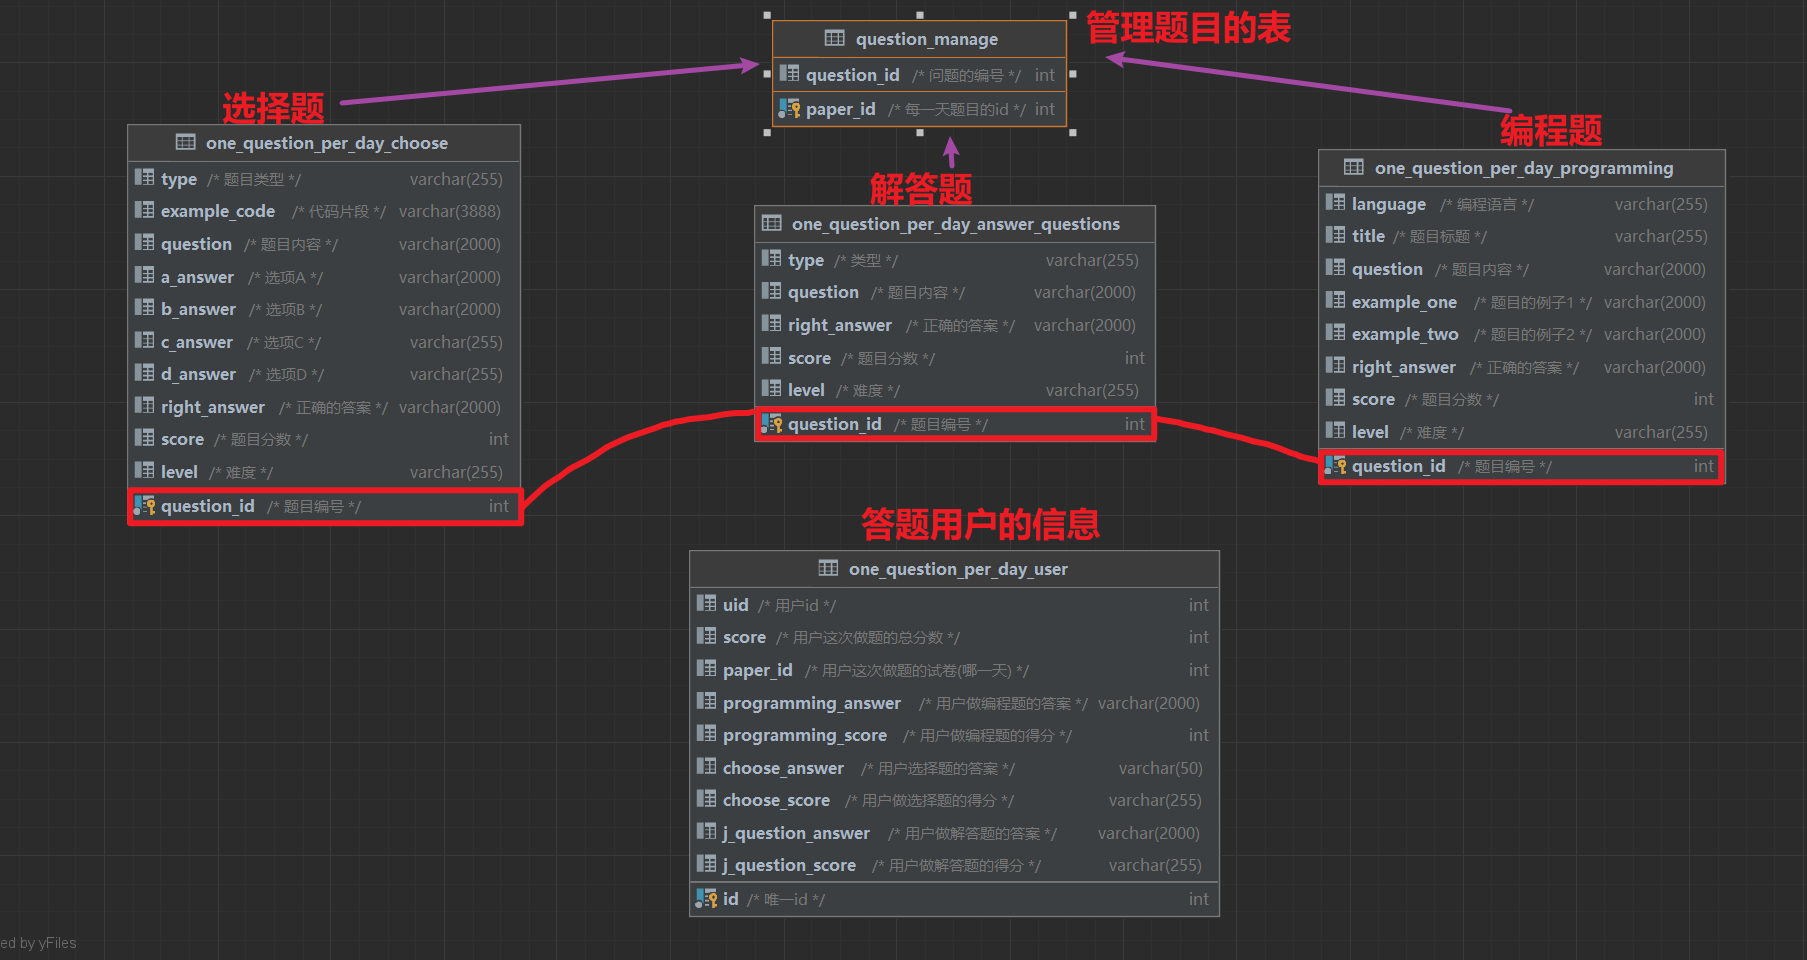 管理题目的表
question_manage
question_id /* 问题的编号 */ int
paper_id /* 每一天题目的id */ int
选择题
one_question_per_day_choose
type /* 题目类型 */ varchar(255)
example_code /* 代码片段 */ varchar(3888)
question /* 题目内容 */ varchar(2000)
a_answer /* 选项A */ varchar(2000)
b_answer /* 选项B */ varchar(2000)
c_answer /* 选项C */ varchar(255)
d_answer /* 选项D */ varchar(255)
right_answer /* 正确的答案 */ varchar(2000)
score /* 题目分数 */ int
level /* 难度 */ varchar(255)
question_id /* 题目编号 */ int
解答题
one_question_per_day_answer_questions
type /* 类型 */ varchar(255)
question /* 题目内容 */ varchar(2000)
right_answer /* 正确的答案 */ varchar(2000)
score /* 题目分数 */ int
level /* 难度 */ varchar(255)
question_id /* 题目编号 */ int
编程题
one_question_per_day_programming
language /* 编程语言 */ varchar(255)
title /* 题目标题 */ varchar(255)
question /* 题目内容 */ varchar(2000)
example_one /* 题目的例子1 */ varchar(2000)
example_two /* 题目的例子2 */ varchar(2000)
right_answer /* 正确的答案 */ varchar(2000)
score /* 题目分数 */ int
level /* 难度 */ varchar(255)
question_id /* 题目编号 */ int
答题用户的信息
one_question_per_day_user
uid /* 用户id */ int
score /* 用户这次做题的总分数 */ int
paper_id /* 用户这次做题的试卷(哪一天) */ int
programming_answer /* 用户做编程题的答案 */ varchar(2000)
programming_score /* 用户做编程题的得分 */ int
choose_answer /* 用户选择题的答案 */ varchar(50)
choose_score /* 用户做选择题的得分 */ varchar(255)
j_question_answer /* 用户做解答题的答案 */ varchar(2000)
j_question_score /* 用户做解答题的得分 */ varchar(255)
id /* 唯一id */ int
ed by yFiles